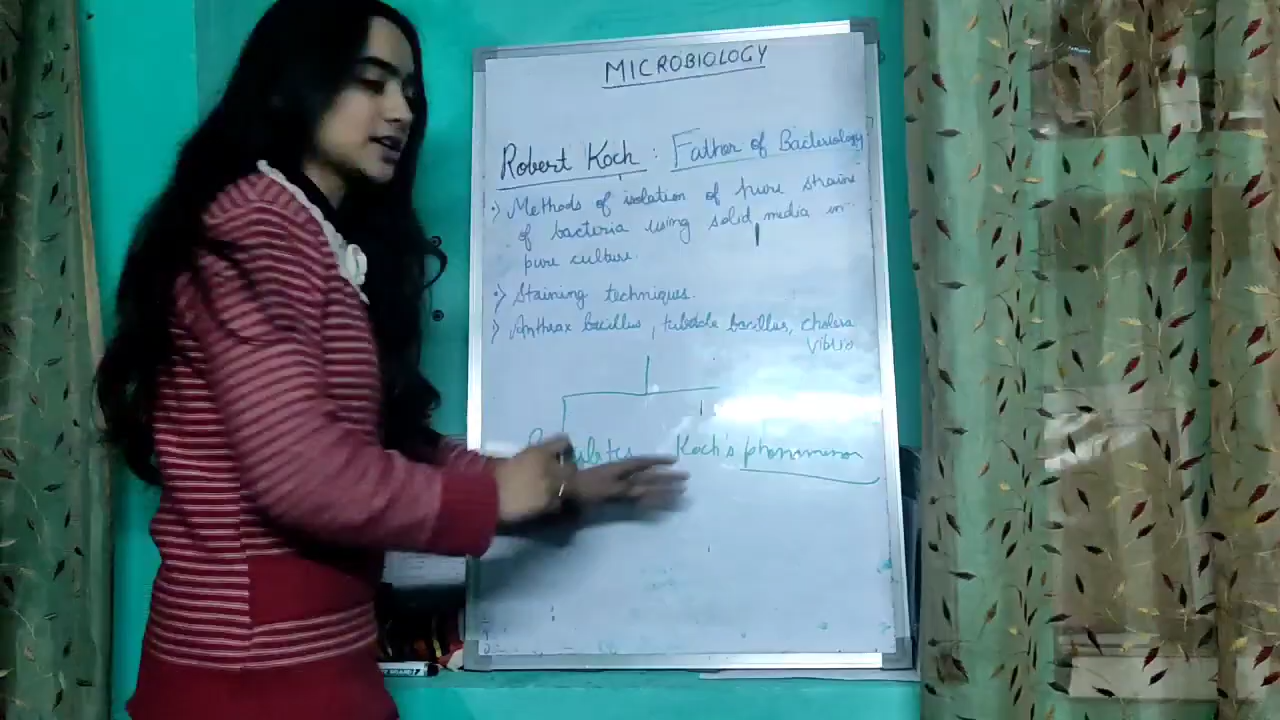 MICROBIOLOGY
Robert Koch : Father of Bacteriology
Methods of isolation of pure strains
of bacteria using solid media in
pure culture.
Staining techniques.
Anthrax bacillus, tubercle bacillus, cholera
vibrio
Koch's phenomenon